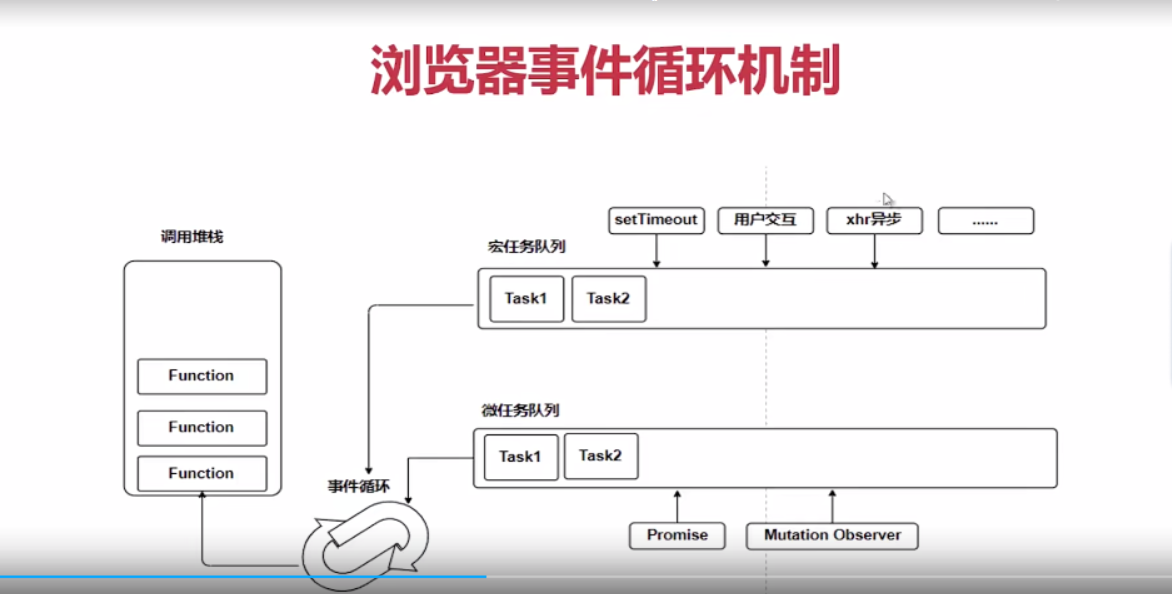 浏览器事件循环机制
setTimeout
用户交互
xhr异步
......
调用堆栈
宏任务队列
Task1
Task2
Function
Function
Function
微任务队列
Task1
Task2
事件循环
Promise
Mutation Observer